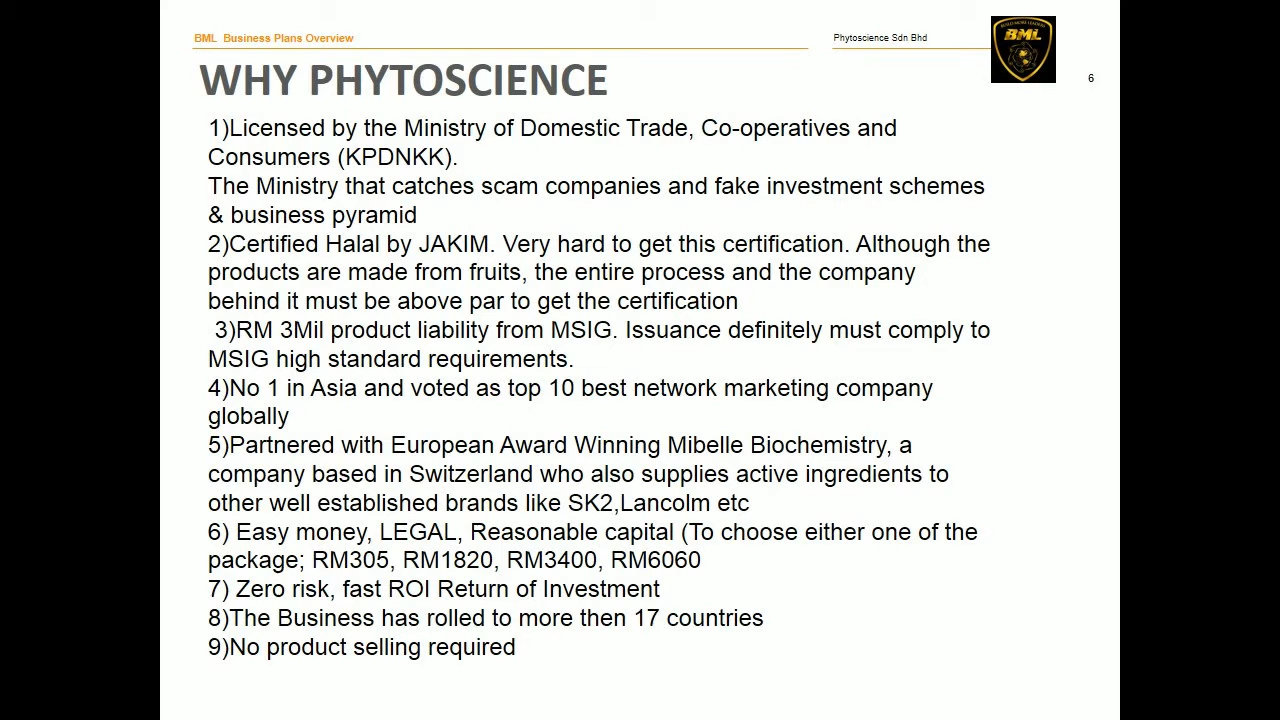 BML Business Plans Overview
Phytoscience Sdn Bhd
BUILD MORE LEADERS
BML
6
WHY PHYTOSCIENCE
1)Licensed by the Ministry of Domestic Trade, Co-operatives and
Consumers (KPDNKK).
The Ministry that catches scam companies and fake investment schemes
& business pyramid
2)Certified Halal by JAKIM. Very hard to get this certification. Although the
products are made from fruits, the entire process and the company
behind it must be above par to get the certification
3)RM 3Mil product liability from MSIG. Issuance definitely must comply to
MSIG high standard requirements.
4)No 1 in Asia and voted as top 10 best network marketing company
globally
5)Partnered with European Award Winning Mibelle Biochemistry, a
company based in Switzerland who also supplies active ingredients to
other well established brands like SK2,Lancolm etc
6) Easy money, LEGAL, Reasonable capital (To choose either one of the
package; RM305, RM1820, RM3400, RM6060
7) Zero risk, fast ROI Return of Investment
8)The Business has rolled to more then 17 countries
9)No product selling required